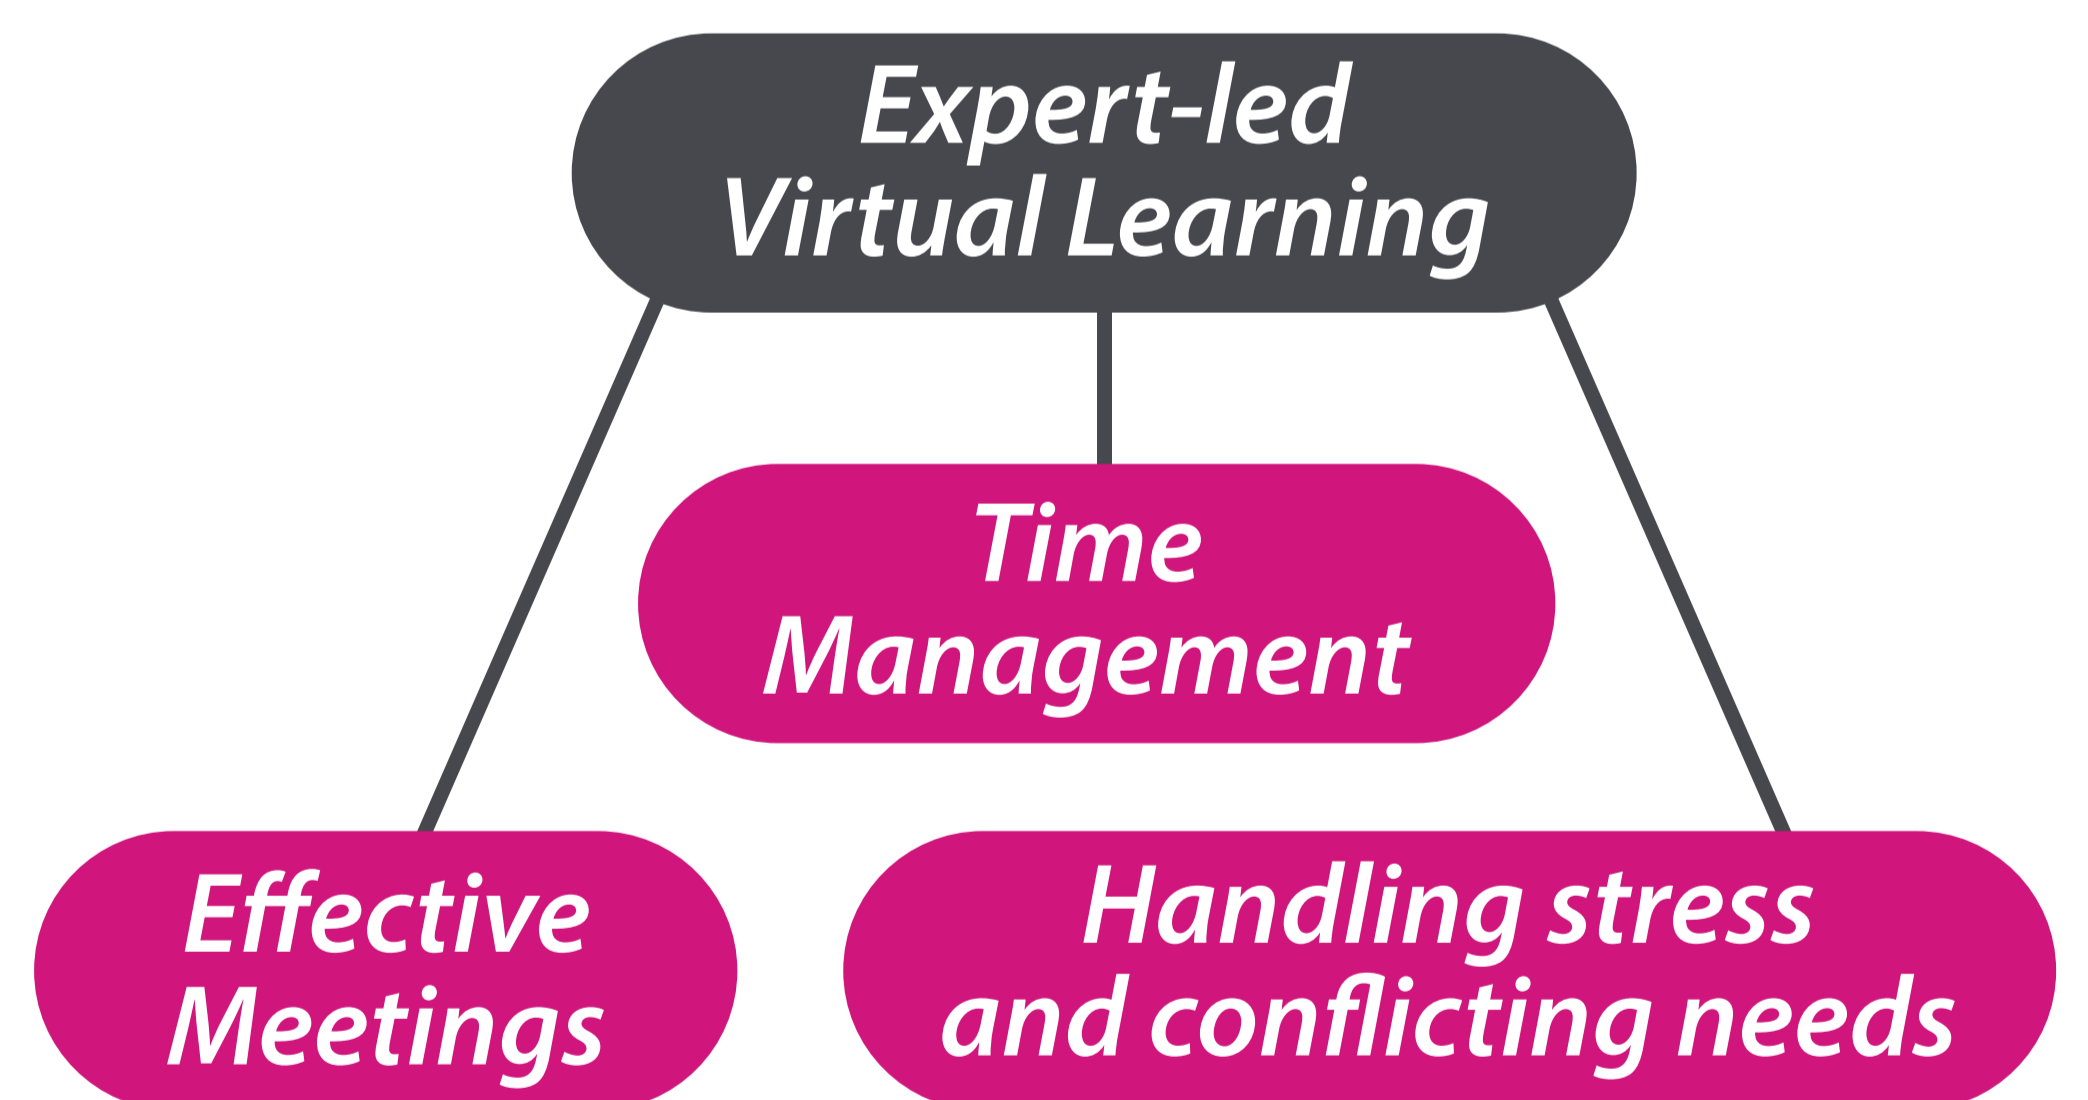 Expert-led
Virtual Learning
Time
Management
Effective
Meetings
Handling stress
and conflicting needs